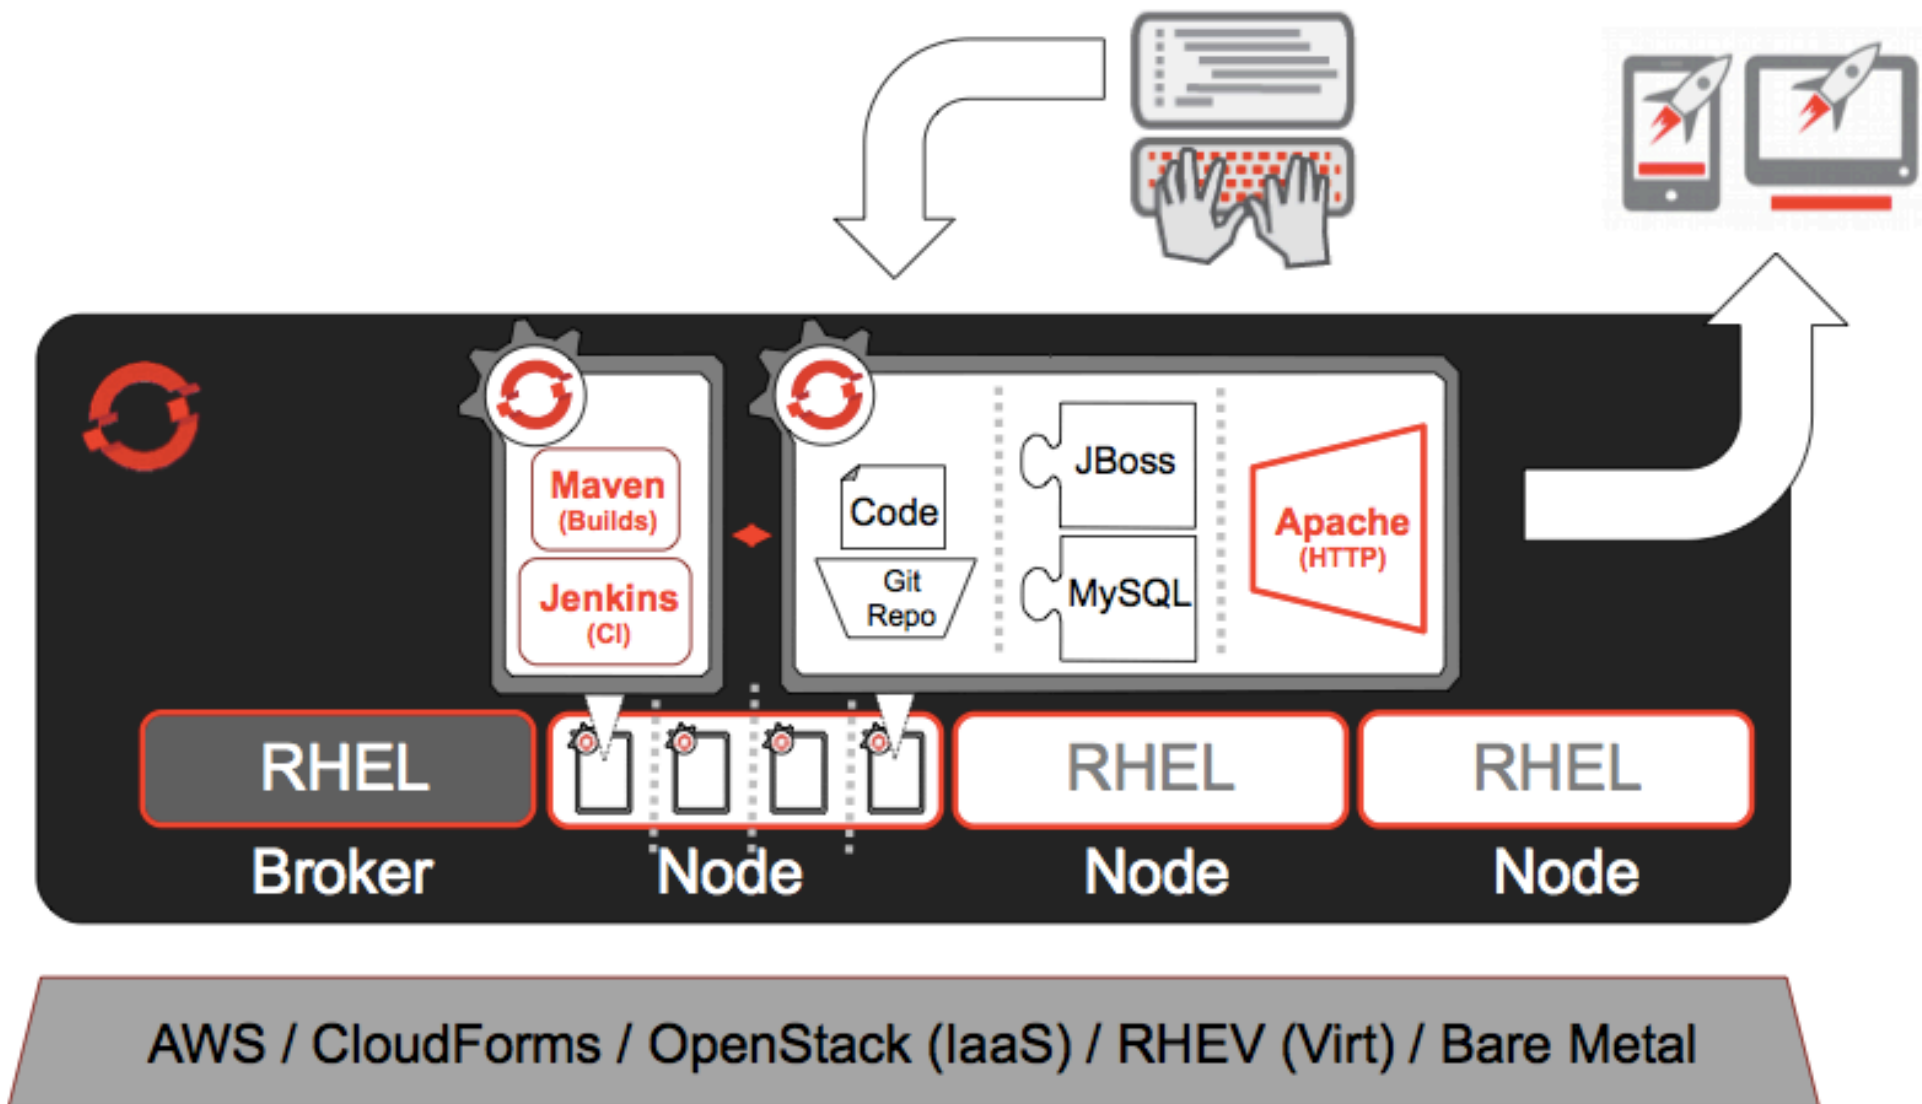 Maven
(Builds)
Jenkins
(CI)
Code
Git
Repo
JBoss
MySQL
Apache
(HTTP)
RHEL
RHEL
RHEL
Broker
Node
Node
Node
AWS / CloudForms / OpenStack (IaaS) / RHEV (Virt) / Bare Metal